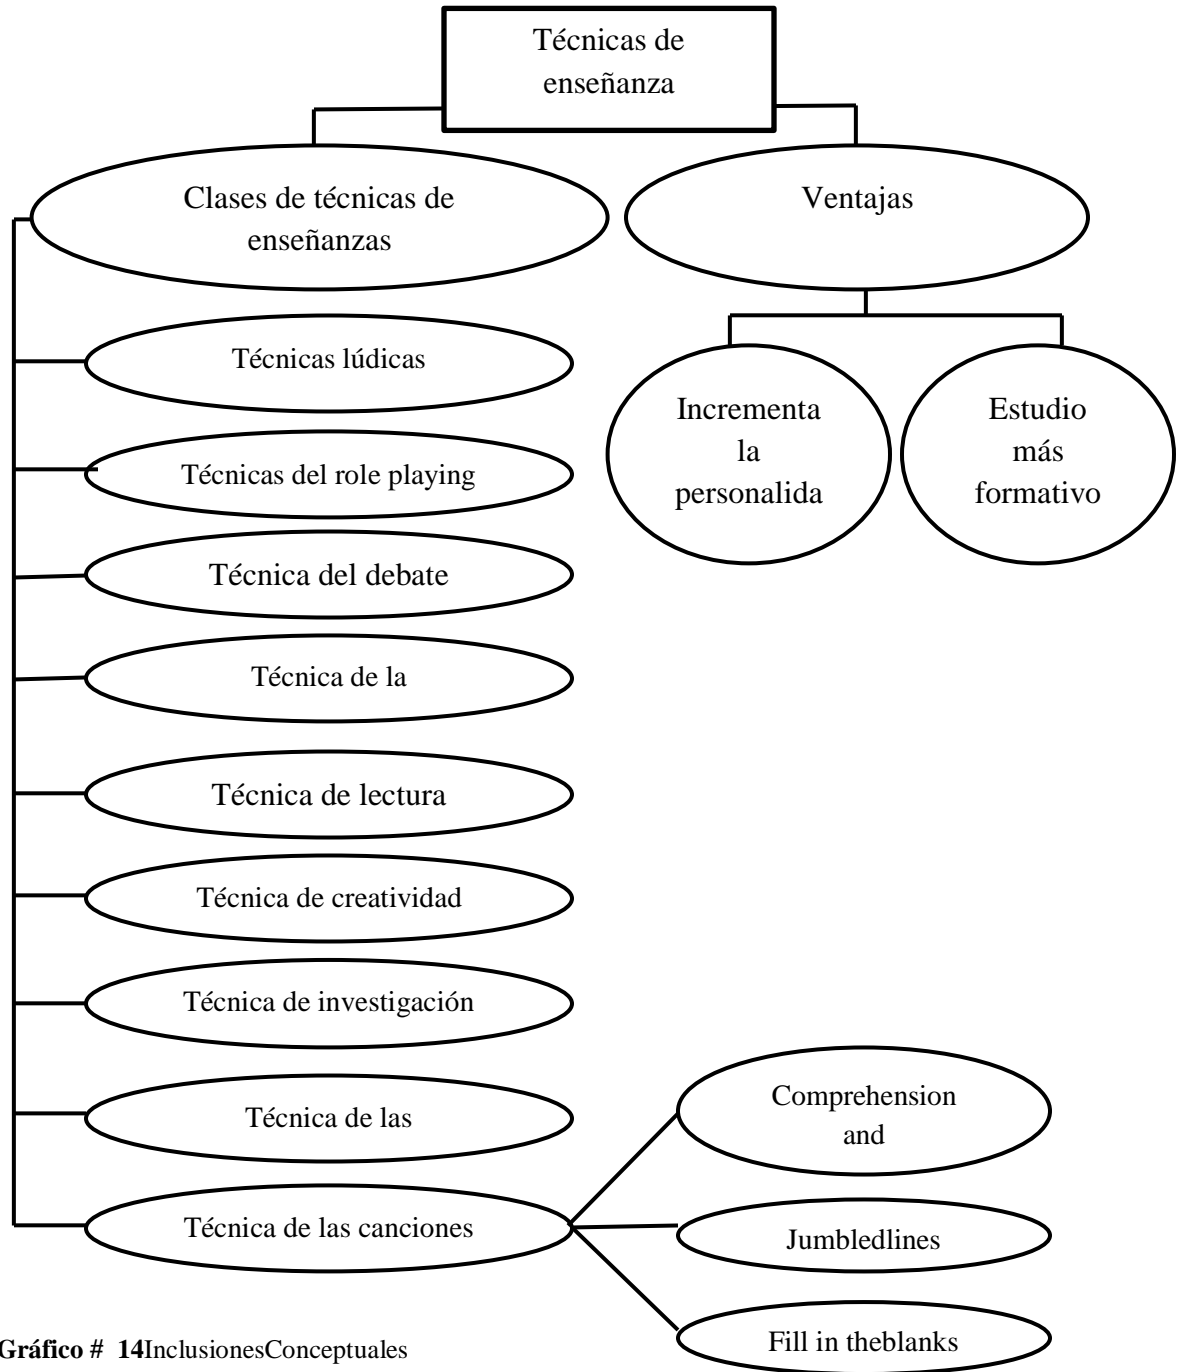 Técnicas de
enseñanza
Clases de técnicas de
enseñanzas
Ventajas
Técnicas lúdicas
Técnicas del role playing
Técnica del debate
Técnica de la
Técnica de lectura
Técnica de creatividad
Técnica de investigación
Técnica de las
Técnica de las canciones
Incrementa
la
personalida
Estudio
más
formativo
Comprehension
and
Jumbledlines
Fill in theblanks
Gráfico # 14InclusionesConceptuales